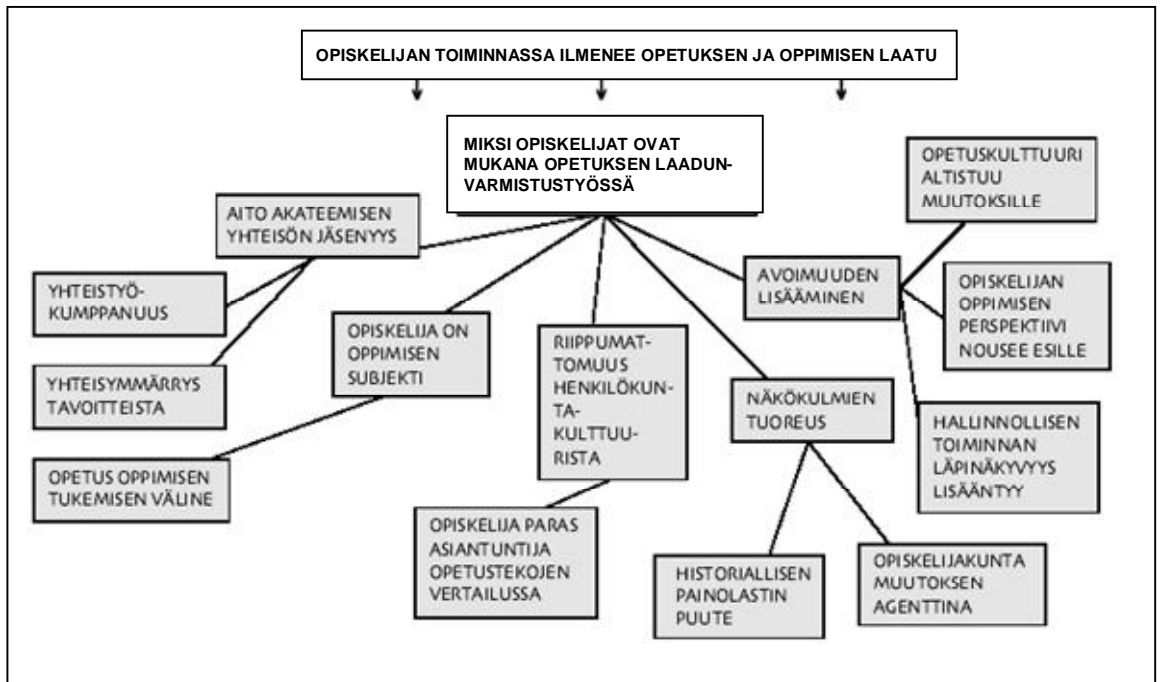 OPISKELIJAN TOIMINNASSA ILMENEE OPETUKSEN JA OPPIMISEN LAATU
MIKSI OPISKELIJAT OVAT
MUKANA OPETUKSEN LAADUN-
VARMISTUSTYÖSSÄ
AITO AKATEEMISEN
YHTEISÖN JÄSENYYS
YHTEISTYÖ-
KUMPPANUUS
YHTEISYMMÄRRYS
TAVOITTEISTA
OPISKELIJA ON
OPPIMISEN
SUBJEKTI
OPETUS OPPIMISEN
TUKEMISEN VÄLINE
RIIPPUMAT-
TOMUUS
HENKILÖKUN-
TA-
KULTTUU-
RISTA
OPISKELIJA PARAS
ASIANTUNTIJA
OPETUSTEKOJEN
VERTAILUSSA
NÄKÖKULMIEN
TUOREUS
HISTORIALLISEN
PAINOLASTIN
PUUTE
OPISKELIJAKUNTA
MUUTOKSEN
AGENTTINA
AVOIMUUDEN
LISÄÄMINEN
OPETUSKULTTUURI
ALTISTUU
MUUTOKSILLE
OPISKELIJAN
OPPIMISEN
PERSPEKTIIVI
NOUSEE ESILLE
HALLINNOLLISEN
TOIMINNAN
LÄPINÄKYVYYS
LISÄÄNTYY